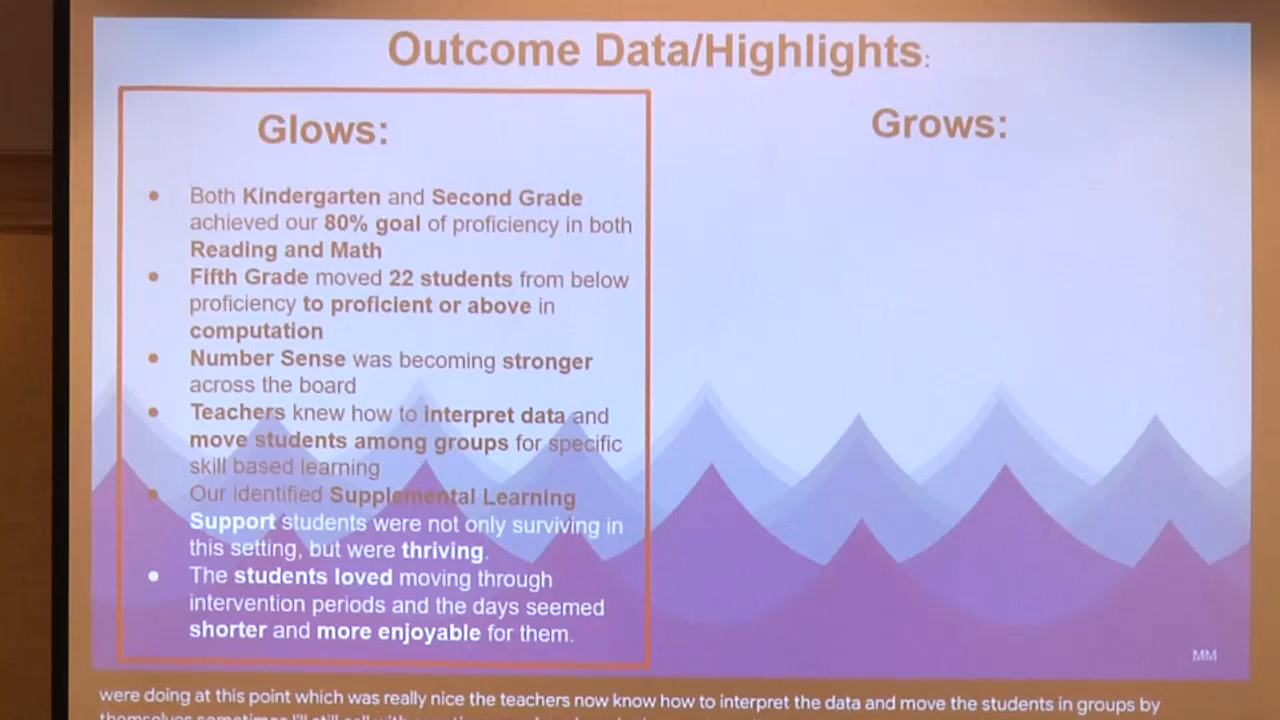 Outcome Data/Highlights:
Glows:
• Both Kindergarten and Second Grade
achieved our 80% goal of proficiency in both
Reading and Math
• Fifth Grade moved 22 students from below
proficiency to proficient or above in
computation
• Number Sense was becoming stronger
across the board
• Teachers knew how to interpret data and
move students among groups for specific
skill based learning
• Our identified Supplemental Learning
Support students were not only surviving in
this setting, but were thriving.
• The students loved moving through
intervention periods and the days seemed
shorter and more enjoyable for them.
Grows:
MM
were doing at this point which was really nice the teachers now know how to interpret the data and move the students in groups by